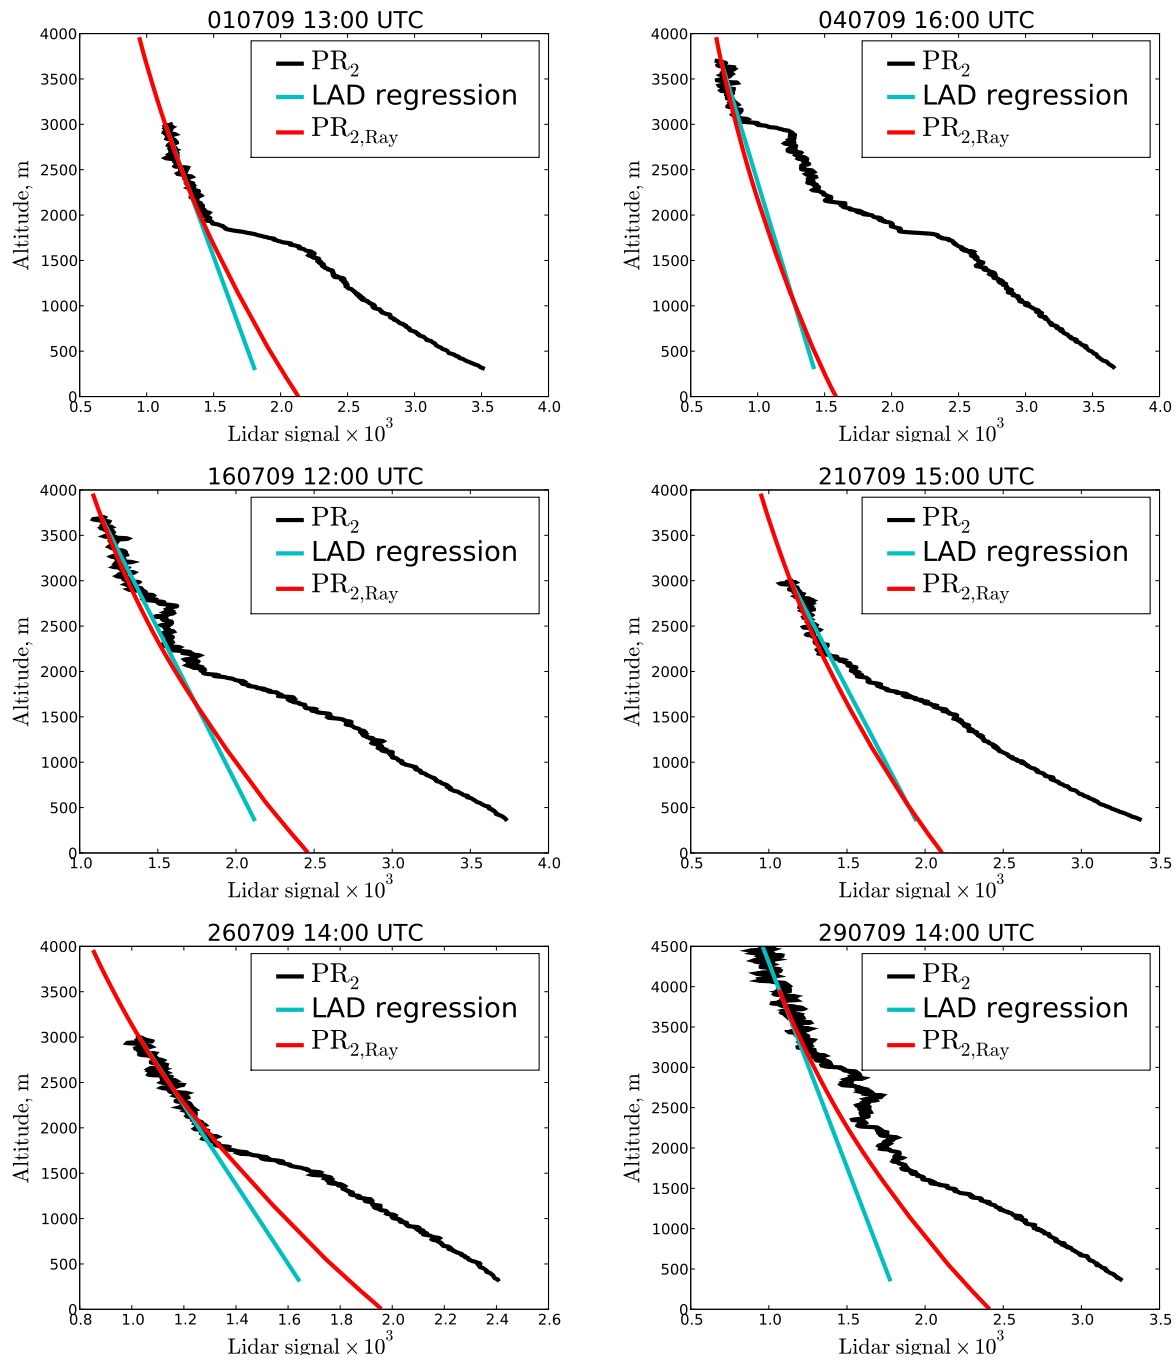 010709 13:00 UTC
4000
3500
3000
2500
2000
1500
1000
500
0
Altitude, m
PR₂
LAD regression
PR₂,Ray
0.5 1.0 1.5 2.0 2.5 3.0 3.5 4.0
Lidar signal × 10³
040709 16:00 UTC
4000
3500
3000
2500
2000
1500
1000
500
0
Altitude, m
PR₂
LAD regression
PR₂,Ray
0.5 1.0 1.5 2.0 2.5 3.0 3.5 4.0
Lidar signal × 10³
160709 12:00 UTC
4000
3500
3000
2500
2000
1500
1000
500
0
Altitude, m
PR₂
LAD regression
PR₂,Ray
1.0 1.5 2.0 2.5 3.0 3.5 4.0
Lidar signal × 10³
210709 15:00 UTC
4000
3500
3000
2500
2000
1500
1000
500
0
Altitude, m
PR₂
LAD regression
PR₂,Ray
0.5 1.0 1.5 2.0 2.5 3.0 3.5
Lidar signal × 10³
260709 14:00 UTC
4000
3500
3000
2500
2000
1500
1000
500
0
Altitude, m
PR₂
LAD regression
PR₂,Ray
0.8 1.0 1.2 1.4 1.6 1.8 2.0 2.2 2.4 2.6
Lidar signal × 10³
290709 14:00 UTC
4500
4000
3500
3000
2500
2000
1500
1000
500
0
Altitude, m
PR₂
LAD regression
PR₂,Ray
0.5 1.0 1.5 2.0 2.5 3.0 3.5
Lidar signal × 10³